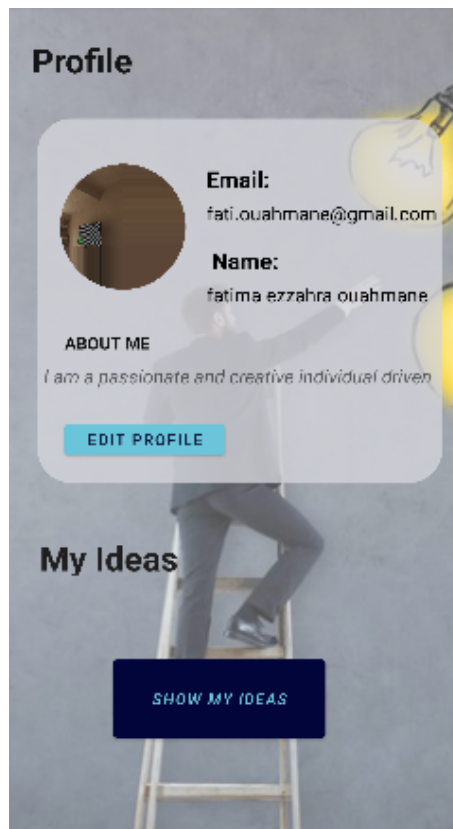 Profile
Email:
fati.ouahmane@gmail.com
Name:
fatima ezzahra ouahmane
ABOUT ME
I am a passionate and creative individual driven
EDIT PROFILE
My Ideas
SHOW MY IDEAS